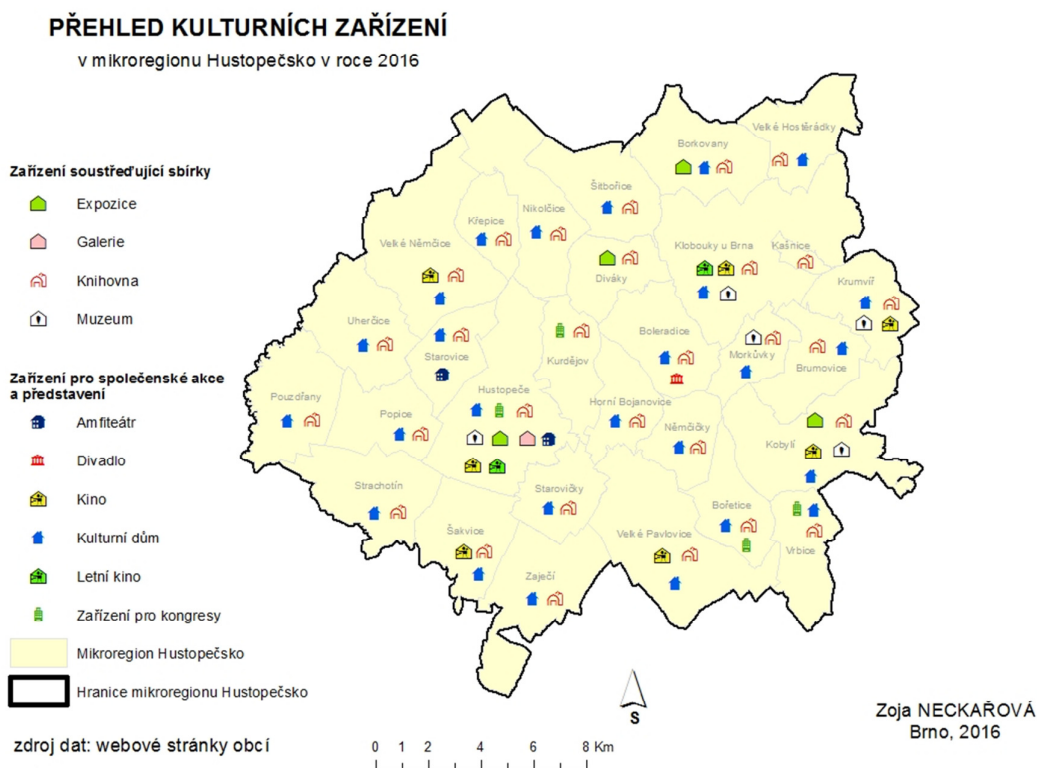 PŘEHLED KULTURNÍCH ZAŘÍZENÍ
v mikroregionu Hustopečsko v roce 2016
Zařízení soustřeďující sbírky
Expozice
Galerie
Knihovna
Muzeum
Zařízení pro společenské akce
a představení
Amfiteátr
Divadlo
Kino
Kulturní dům
Letní kino
Zařízení pro kongresy
Mikroregion Hustopečsko
Hranice mikroregionu Hustopečsko
Velké Hostěrádky
Borkovany
Šitbořice
Nikolčice
Křepice
Velké Němčice
Klobouky u Brna
Kašnice
Diváky
Krumvíř
Uherčice
Boleradice
Starovice
Kurdějov
Morkůvky
Brumovice
Hustopeče
Pouzdřany
Horní Bojanovice
Popice
Němčičky
Kobylí
Strachotín
Starovičky
Bořetice
Šakvice
Velké Pavlovice
Vrbice
Zaječí
S
Zoja NECKAŘOVÁ
Brno, 2016
zdroj dat: webové stránky obcí
0 1 2 4 6 8 Km